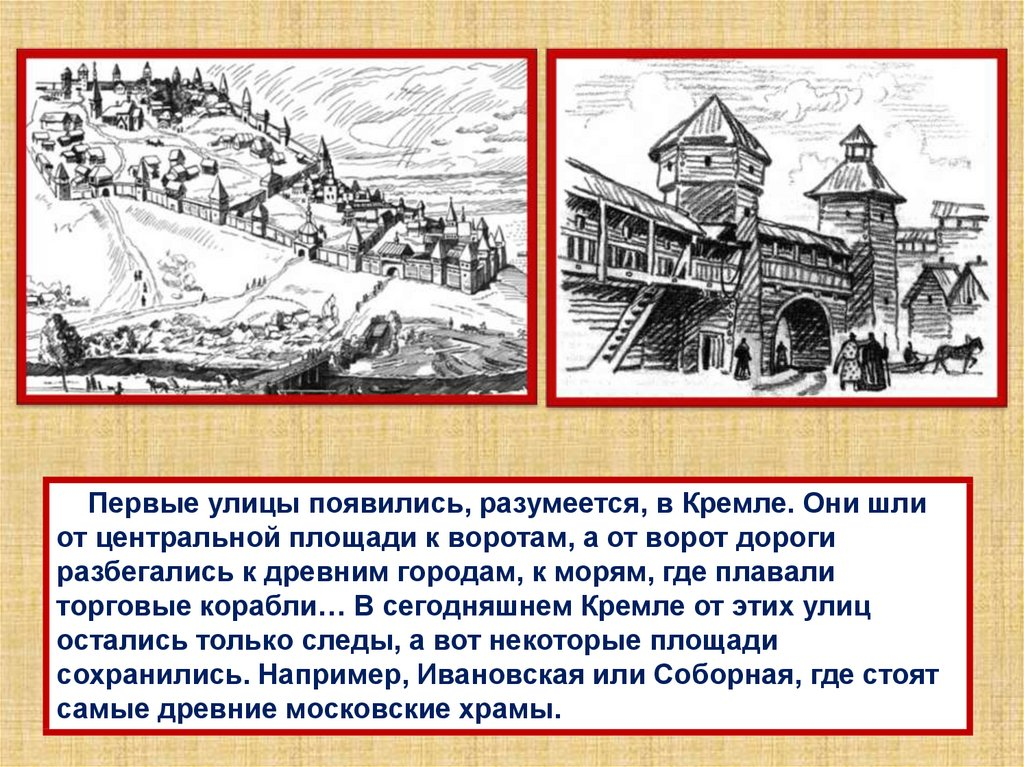 Первые улицы появились, разумеется, в Кремле. Они шли
от центральной площади к воротам, а от ворот дороги
разбегались к древним городам, к морям, где плавали
торговые корабли… В сегодняшнем Кремле от этих улиц
остались только следы, а вот некоторые площади
сохранились. Например, Ивановская или Соборная, где стоят
самые древние московские храмы.